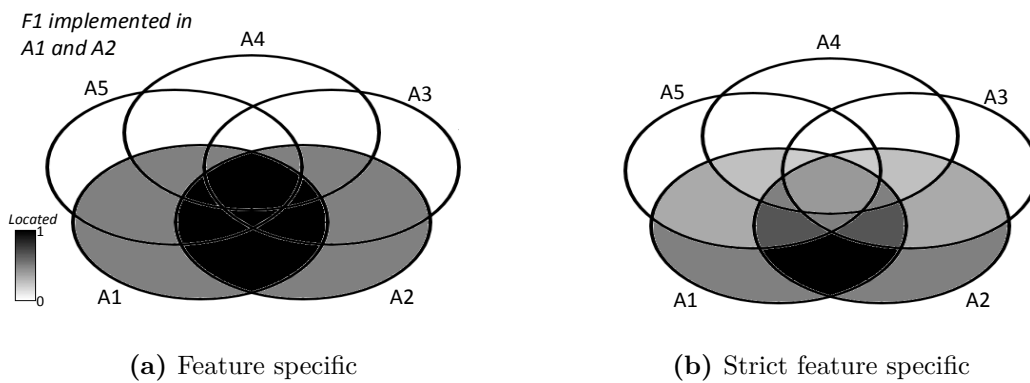 F1 implemented in
A1 and A2
A4
A5
A3
Located
1
0
A1
A2
A4
A5
A3
A1
A2
(a) Feature specific
(b) Strict feature specific